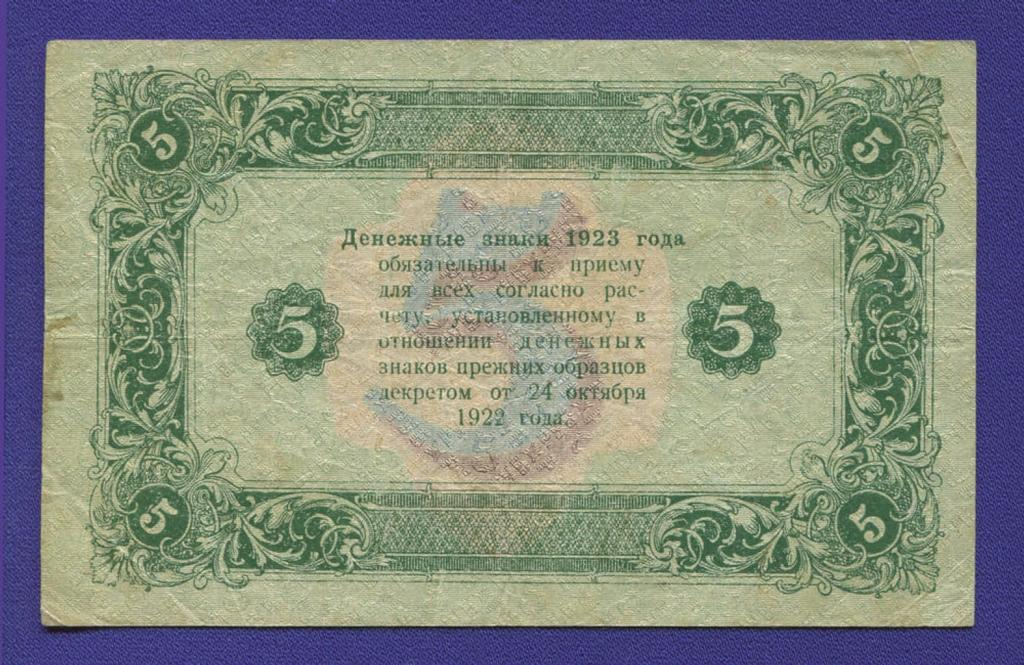 5 5
Денежные знаки 1923 года
обязательны к приему
для всех согласно рас-
чету, установленному в
отношении денежных
знаков прежних образцов
декретом от 24 октября
1922 года.
5 5 5
5 5